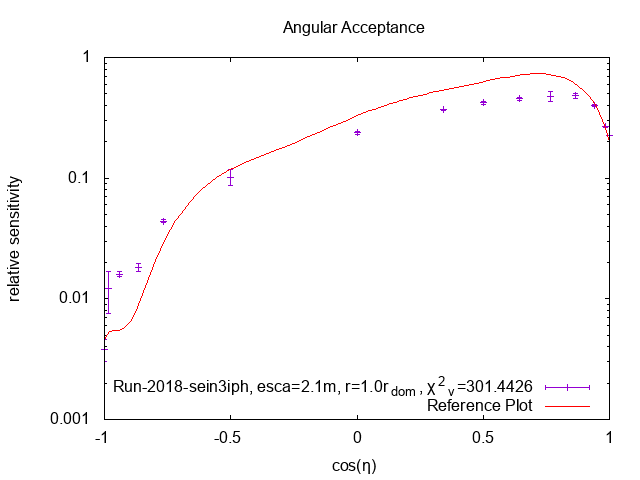 Angular Acceptance
1
0.1
0.01
0.001
relative sensitivity
Run-2018-sein3iph, esca=2.1m, r=1.0r_dom, χ²_ν=301.4426
Reference Plot
-1 -0.5 0 0.5 1
cos(η)